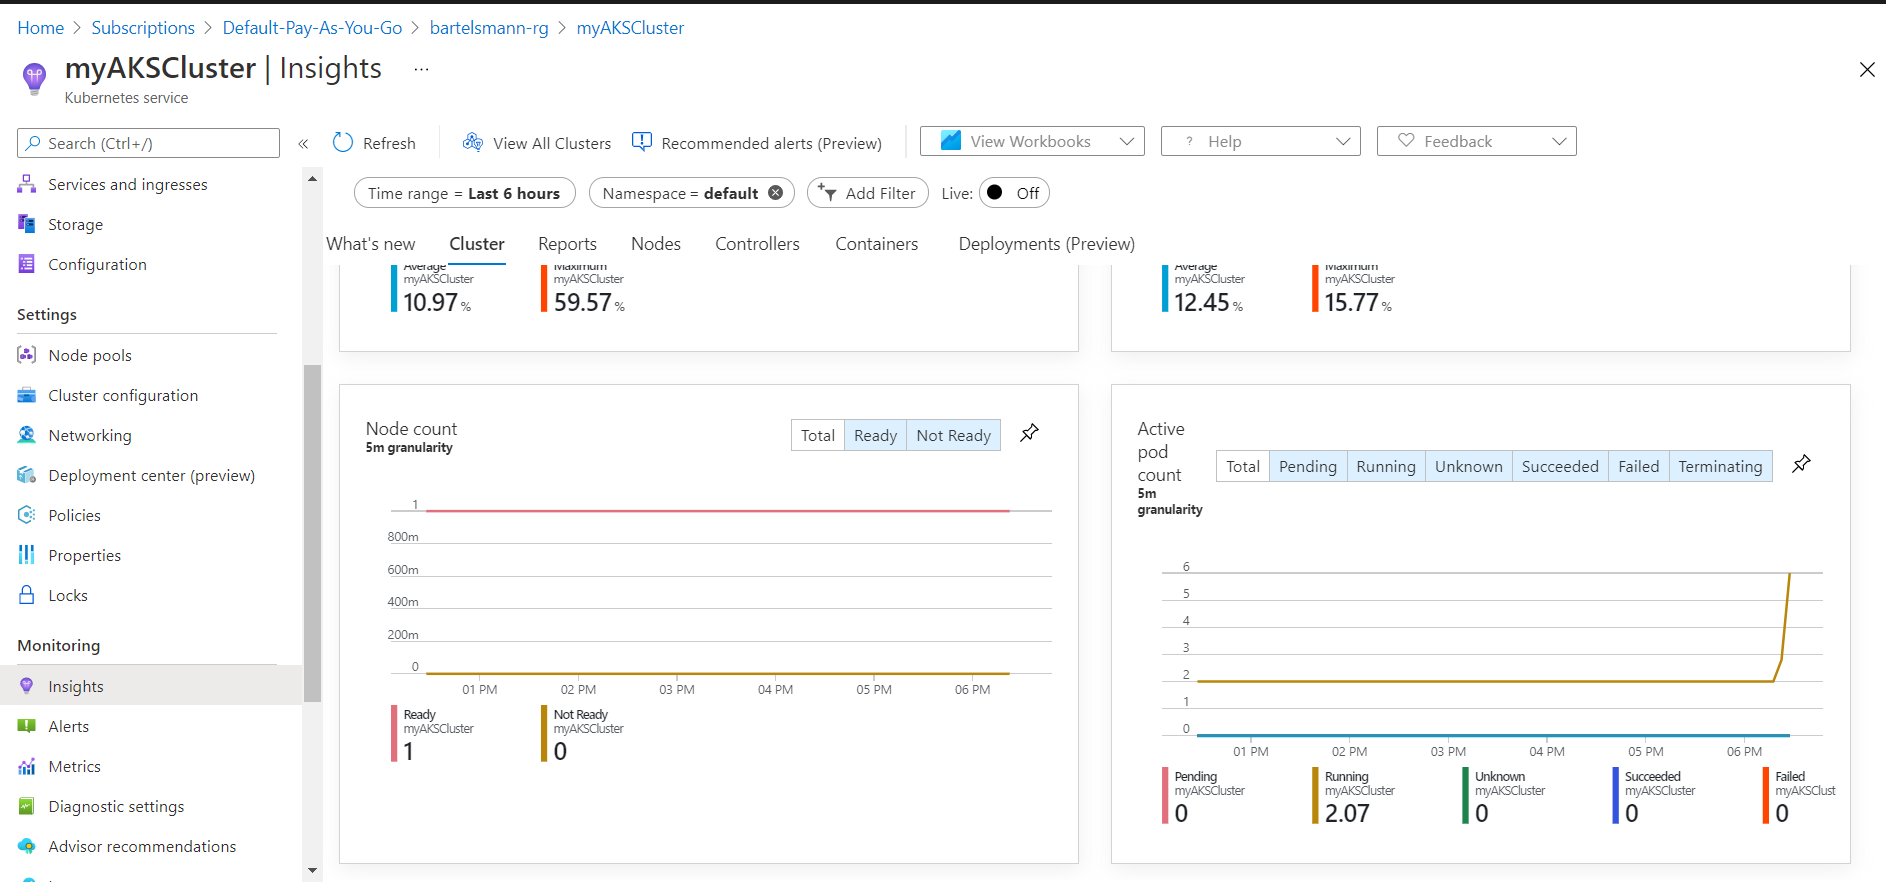 Home > Subscriptions > Default-Pay-As-You-Go > bartelsmann-rg > myAKSCluster
myAKSCluster | Insights ...
Kubernetes service
Search (Ctrl+/)
«
Refresh
View All Clusters
Recommended alerts (Preview)
View Workbooks
? Help
Feedback
Services and ingresses
Storage
Configuration
Settings
Node pools
Cluster configuration
Networking
Deployment center (preview)
Policies
Properties
Locks
Monitoring
Insights
Alerts
Metrics
Diagnostic settings
Advisor recommendations
Time range = Last 6 hours
Namespace = default
Add Filter
Live: Off
What's new
Cluster
Reports
Nodes
Controllers
Containers
Deployments (Preview)
Average
myAKSCluster
10.97 %
Maximum
myAKSCluster
59.57 %
Average
myAKSCluster
12.45 %
Maximum
myAKSCluster
15.77 %
Node count
5m granularity
Total
Ready
Not Ready
1
800m
600m
400m
200m
0
01 PM
02 PM
03 PM
04 PM
05 PM
06 PM
Ready
myAKSCluster
1
Not Ready
myAKSCluster
0
Active
pod
count
5m
granularity
Total
Pending
Running
Unknown
Succeeded
Failed
Terminating
6
5
4
3
2
1
0
01 PM
02 PM
03 PM
04 PM
05 PM
06 PM
Pending
myAKSCluster
0
Running
myAKSCluster
2.07
Unknown
myAKSCluster
0
Succeeded
myAKSCluster
0
Failed
myAKSClust
0